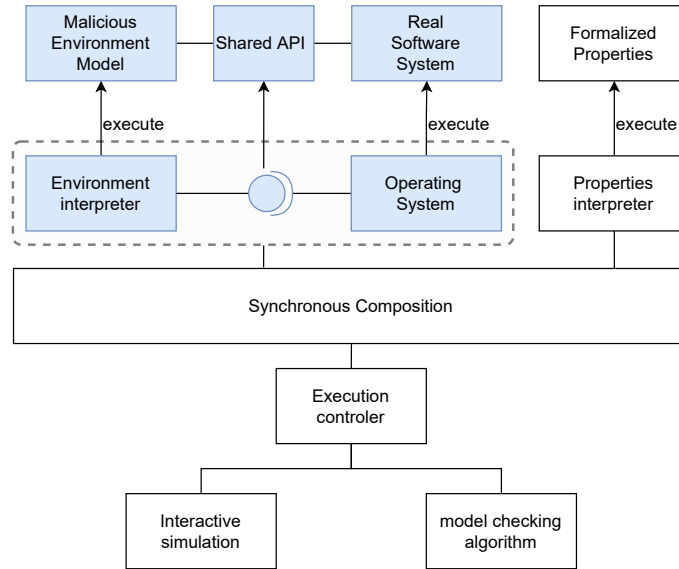 Malicious
Environment
Model
Shared API
Real
Software
System
Formalized
Properties
execute
execute
execute
Environment
interpreter
Operating
System
Properties
interpreter
Synchronous Composition
Execution
controler
Interactive
simulation
model checking
algorithm